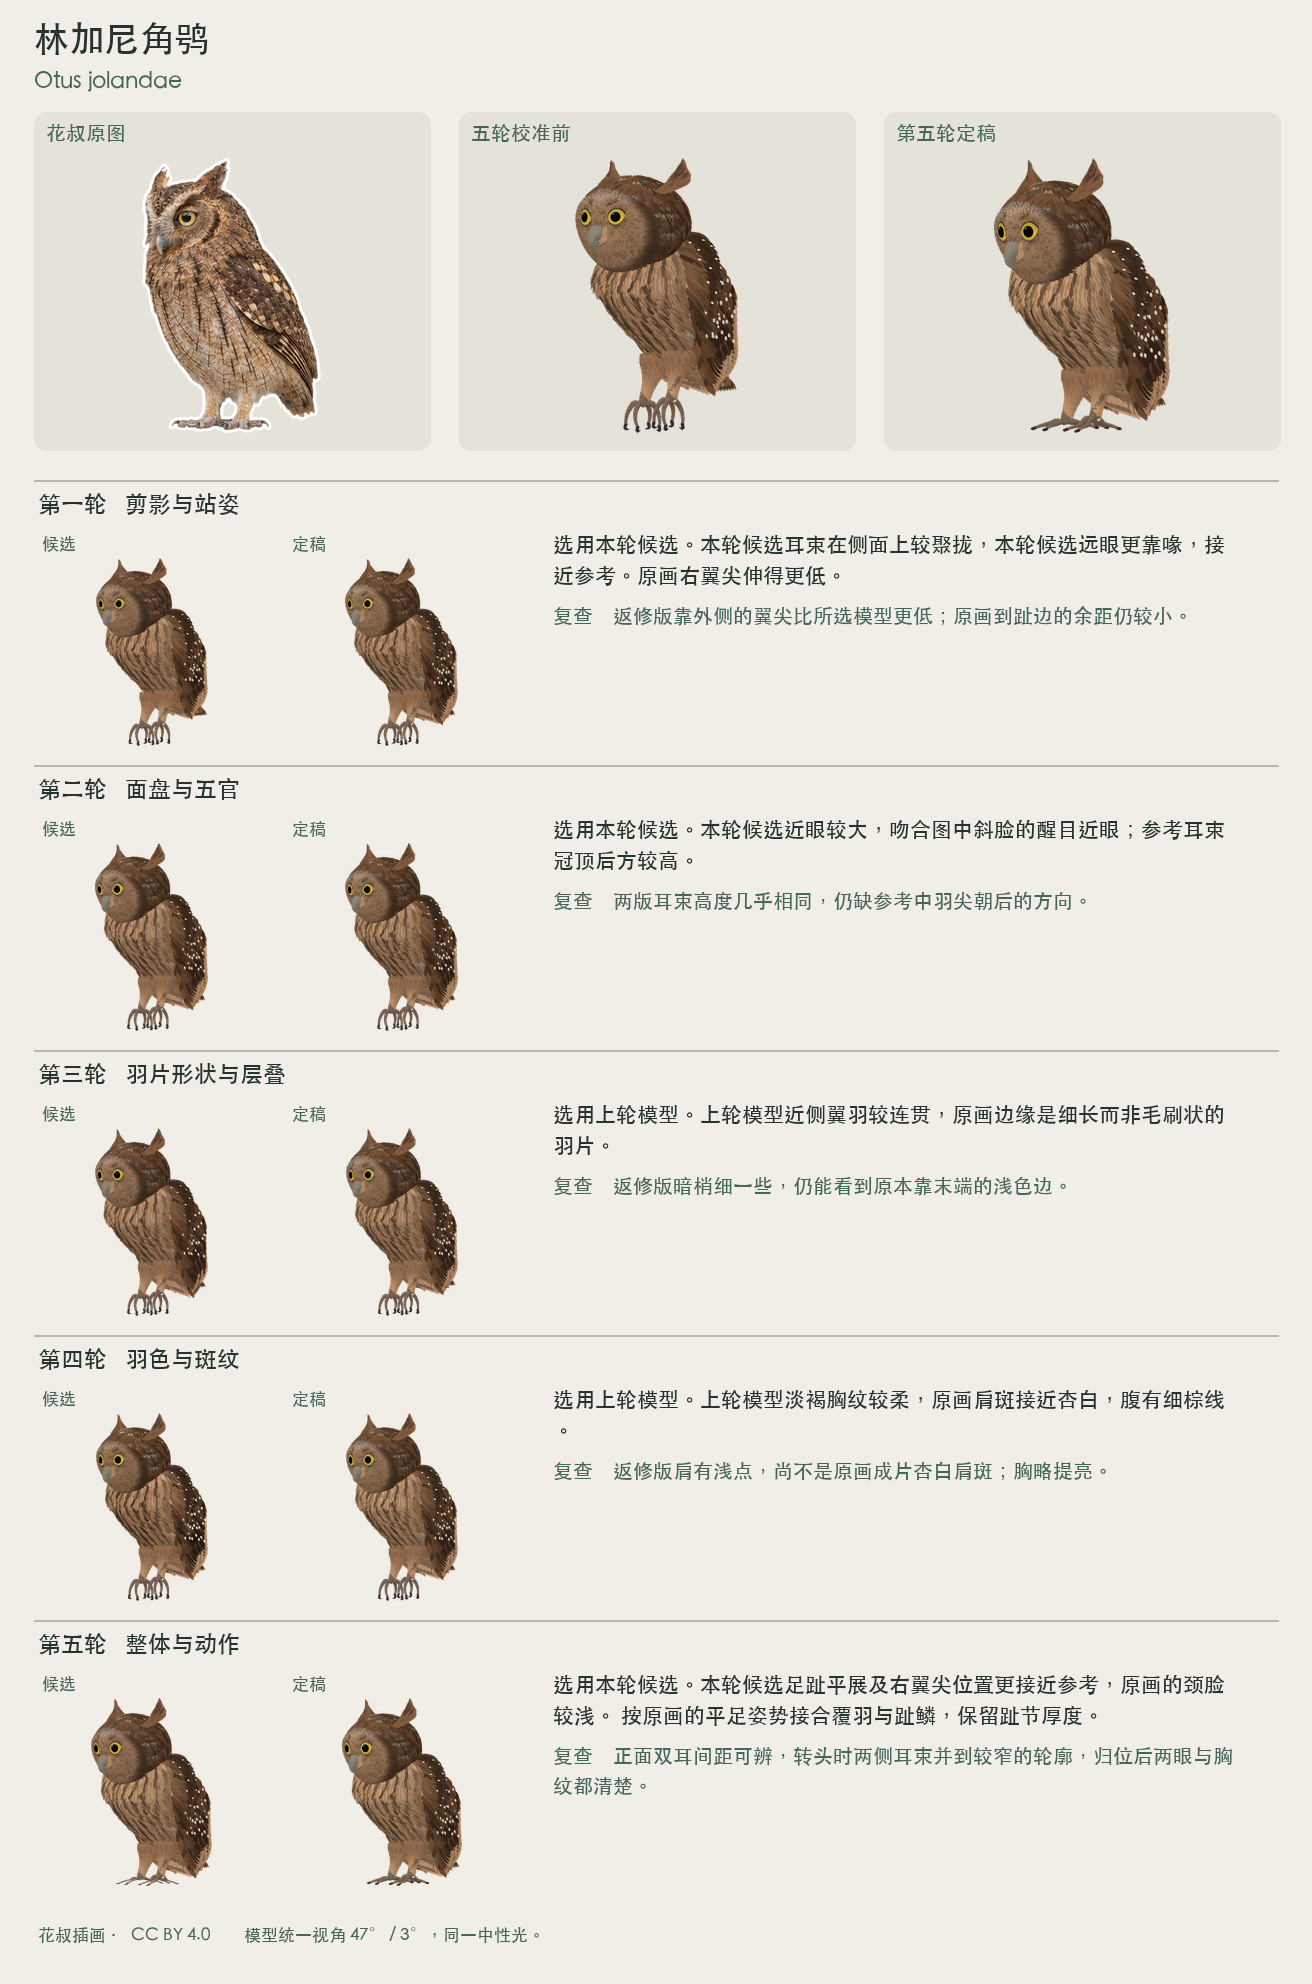 林加尼角鸮
Otus jolandae
花叔原图
五轮校准前
第五轮定稿
第一轮 剪影与站姿
候选
定稿
选用本轮候选。本轮候选耳束在侧面上较聚拢，本轮候选远眼更靠喙，接
近参考。原画右翼尖伸得更低。
复查 返修版靠外侧的翼尖比所选模型更低；原画到趾边的余距仍较小。
第二轮 面盘与五官
候选
定稿
选用本轮候选。本轮候选近眼较大，吻合图中斜脸的醒目近眼；参考耳束
冠顶后方较高。
复查 两版耳束高度几乎相同，仍缺参考中羽尖朝后的方向。
第三轮 羽片形状与层叠
候选
定稿
选用上轮模型。上轮模型近侧翼羽较连贯，原画边缘是细长而非毛刷状的
羽片。
复查 返修版暗梢细一些，仍能看到原本靠末端的浅色边。
第四轮 羽色与斑纹
候选
定稿
选用上轮模型。上轮模型淡褐胸纹较柔，原画肩斑接近杏白，腹有细棕线
。
复查 返修版肩有浅点，尚不是原画成片杏白肩斑；胸略提亮。
第五轮 整体与动作
候选
定稿
选用本轮候选。本轮候选足趾平展及右翼尖位置更接近参考，原画的颈脸
较浅。 按原画的平足姿势接合覆羽与趾鳞，保留趾节厚度。
复查 正面双耳间距可辨，转头时两侧耳束并到较窄的轮廓，归位后两眼与胸
纹都清楚。
花叔插画 · CC BY 4.0 模型统一视角 47° / 3°，同一中性光。